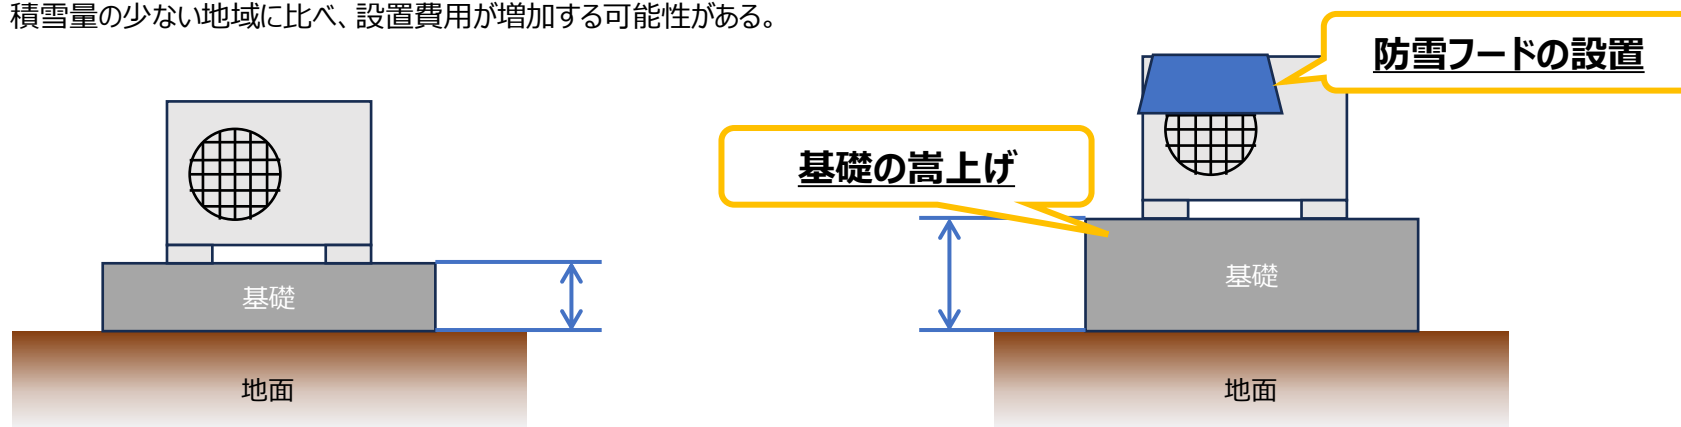 積雪量の少ない地域に比べ、設置費用が増加する可能性がある。
防雪フードの設置
基礎の嵩上げ
基礎
基礎
地面
地面